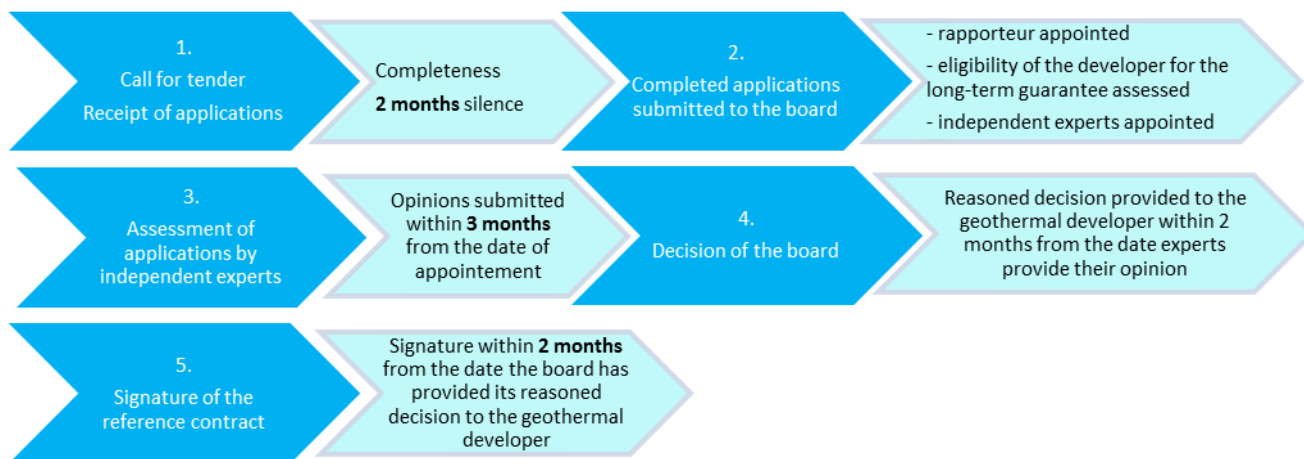 1.
Call for tender
Receipt of applications
Completeness
2 months silence
2.
Completed applications
submitted to the board
- rapporteur appointed
- eligibility of the developer for the
long-term guarantee assessed
- independent experts appointed
3.
Assessment of
applications by
independent experts
Opinions submitted
within 3 months
from the date of
appointement
4.
Decision of the board
Reasoned decision provided to the
geothermal developer within 2
months from the date experts
provide their opinion
5.
Signature of the
reference contract
Signature within 2 months
from the date the board has
provided its reasoned
decision to the geothermal
developer